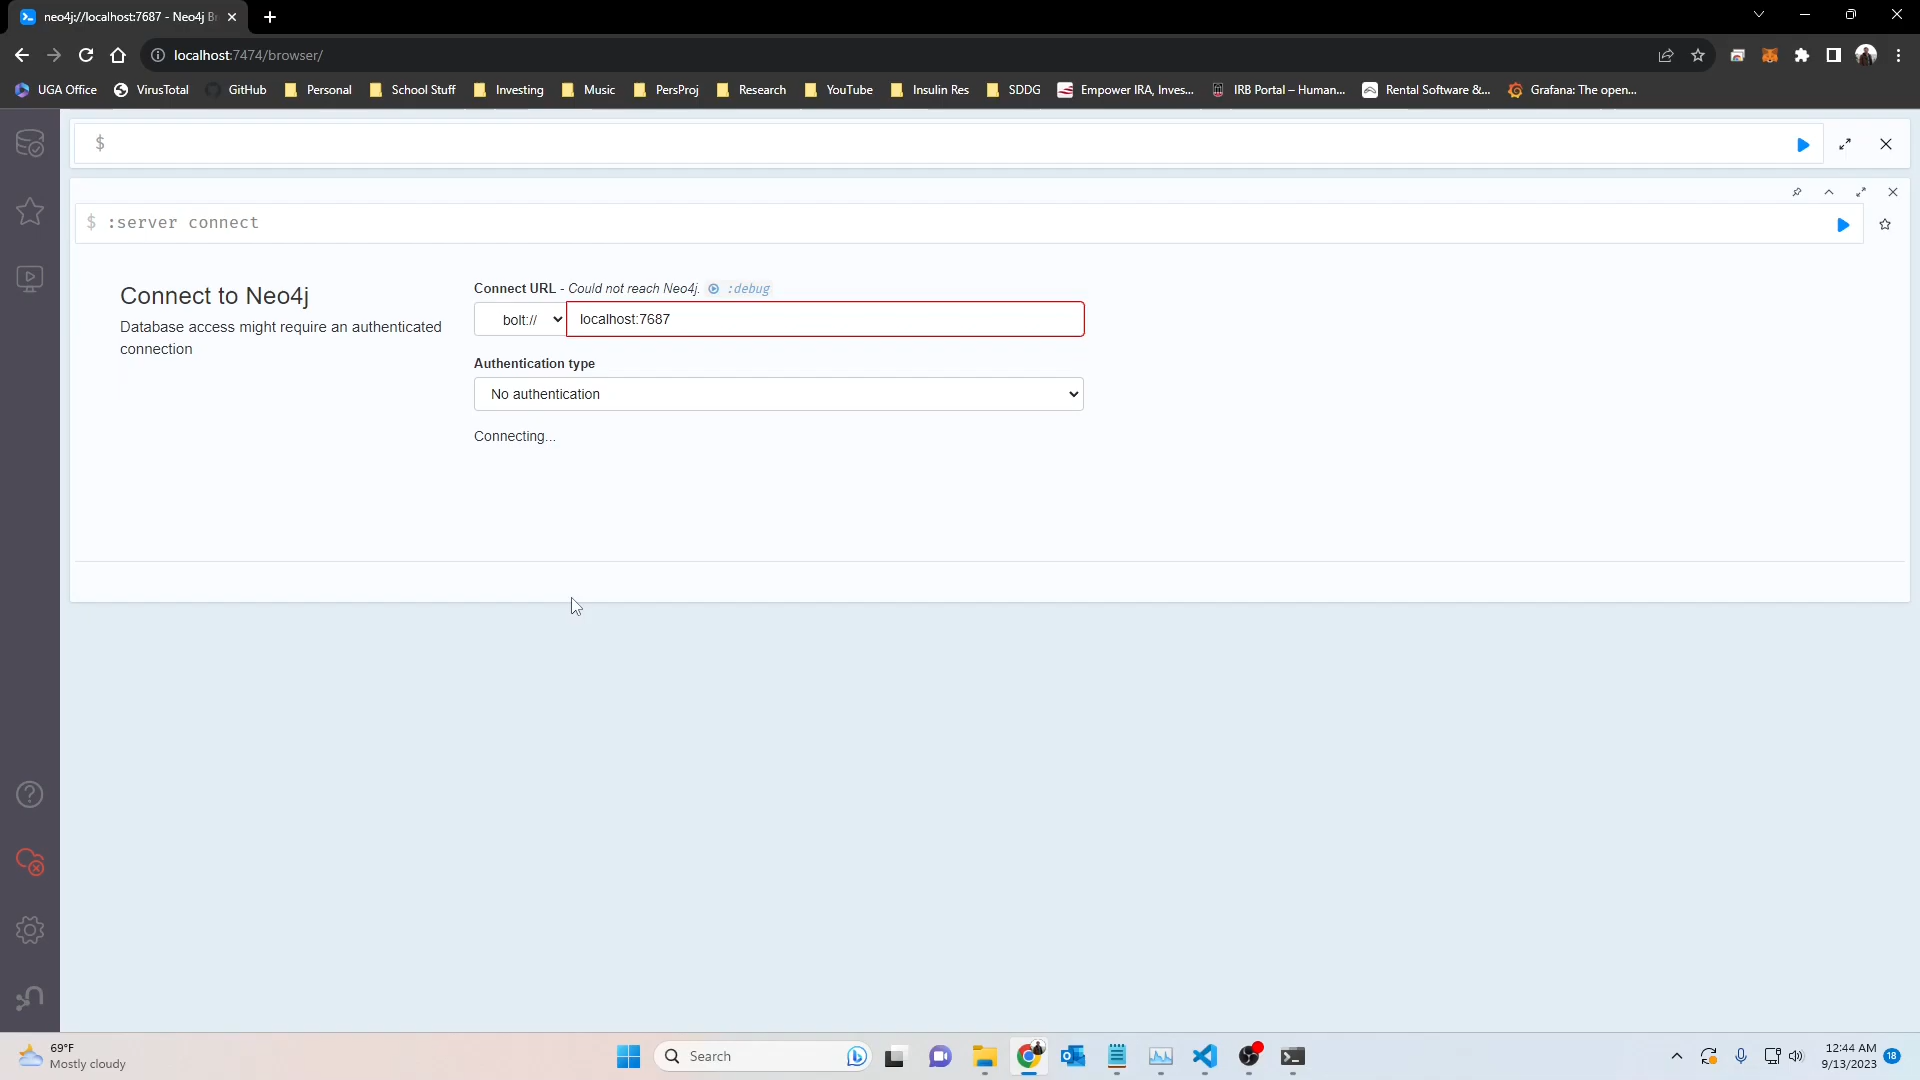 neo4j://localhost:7687 - Neo4j Br
localhost:7474/browser/
UGA Office
VirusTotal
GitHub
Personal
School Stuff
Investing
Music
PersProj
Research
YouTube
Insulin Res
SDDG
Empower IRA, Inves...
IRB Portal – Human...
Rental Software &...
Grafana: The open...
$
$ :server connect
Connect to Neo4j
Database access might require an authenticated
connection
Connect URL - Could not reach Neo4j. :debug
bolt:// localhost:7687
Authentication type
No authentication
Connecting...
69°F
Mostly cloudy
Search
12:44 AM
9/13/2023
18